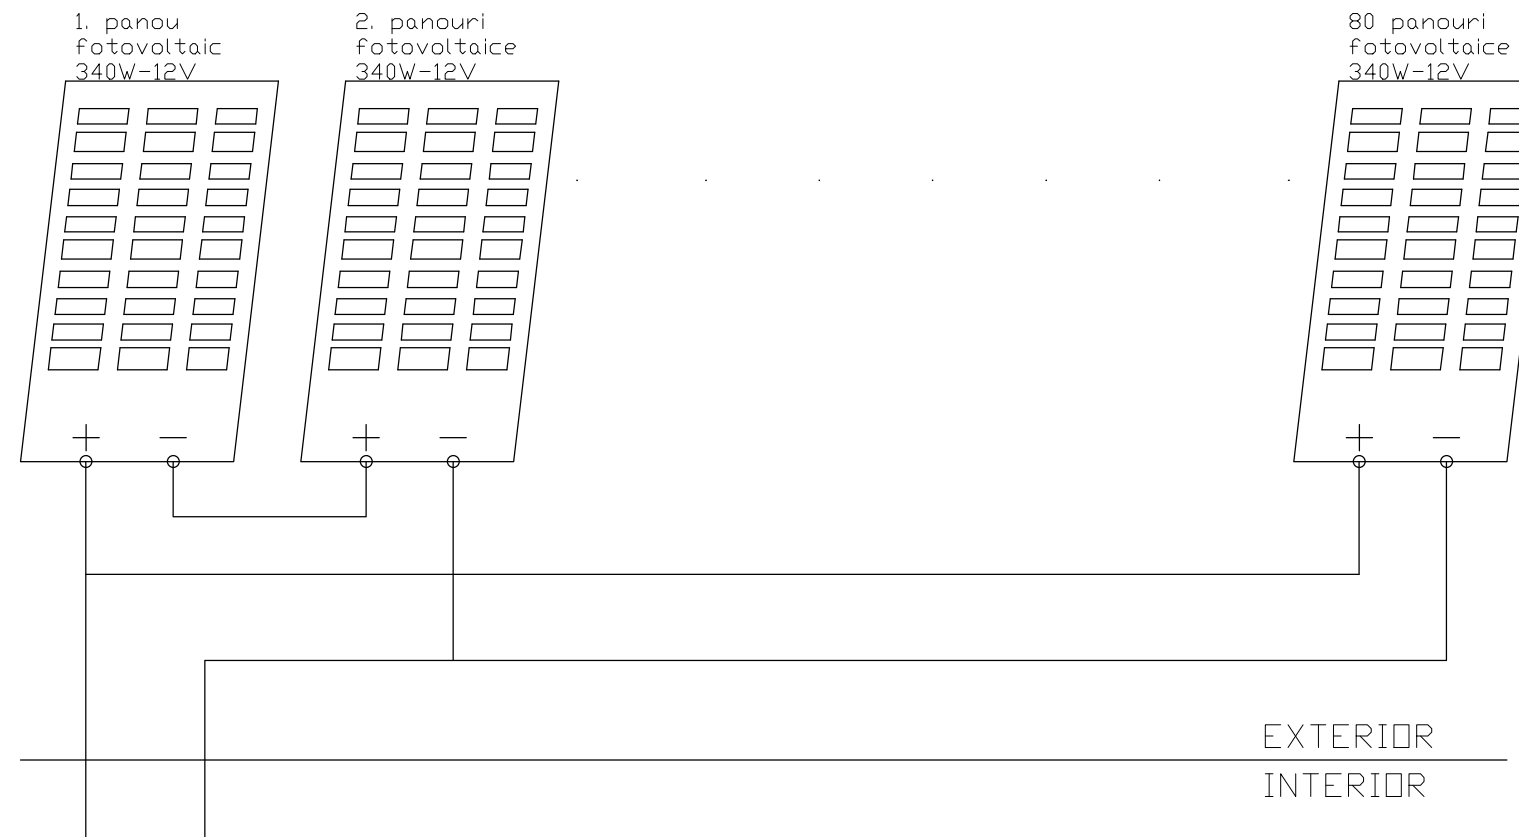 1. panou
fotovoltaic
340W-12V
2. panouri
fotovoltaice
340W-12V
80 panouri
fotovoltaice
340W-12V
+ −
+ −
+ −
EXTERIOR
INTERIOR